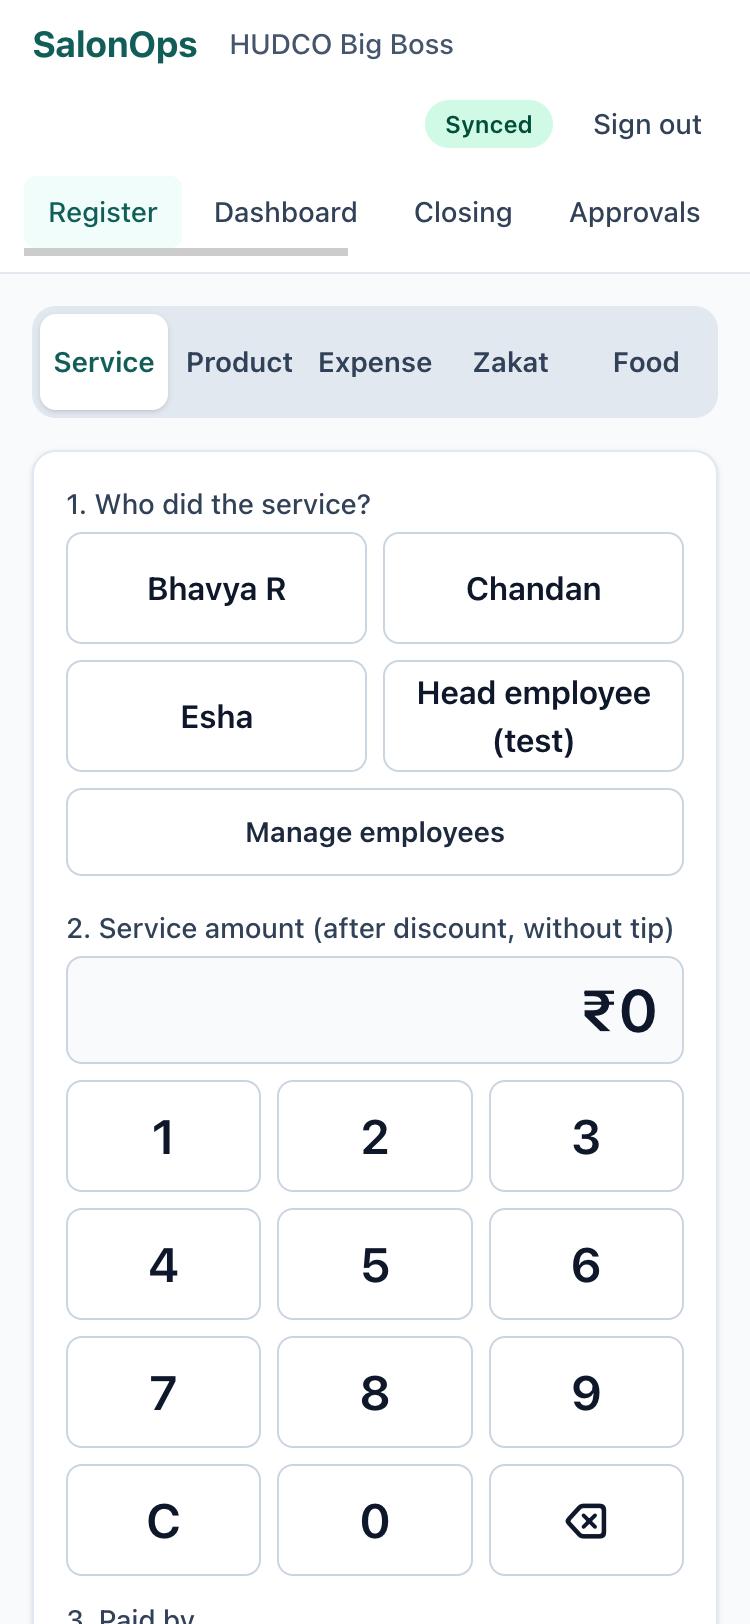 SalonOps HUDCO Big Boss
Synced Sign out
Register Dashboard Closing Approvals
Service Product Expense Zakat Food
1. Who did the service?
Bhavya R Chandan
Esha Head employee (test)
Manage employees
2. Service amount (after discount, without tip)
₹0
1 2 3
4 5 6
7 8 9
C 0
3. Paid by